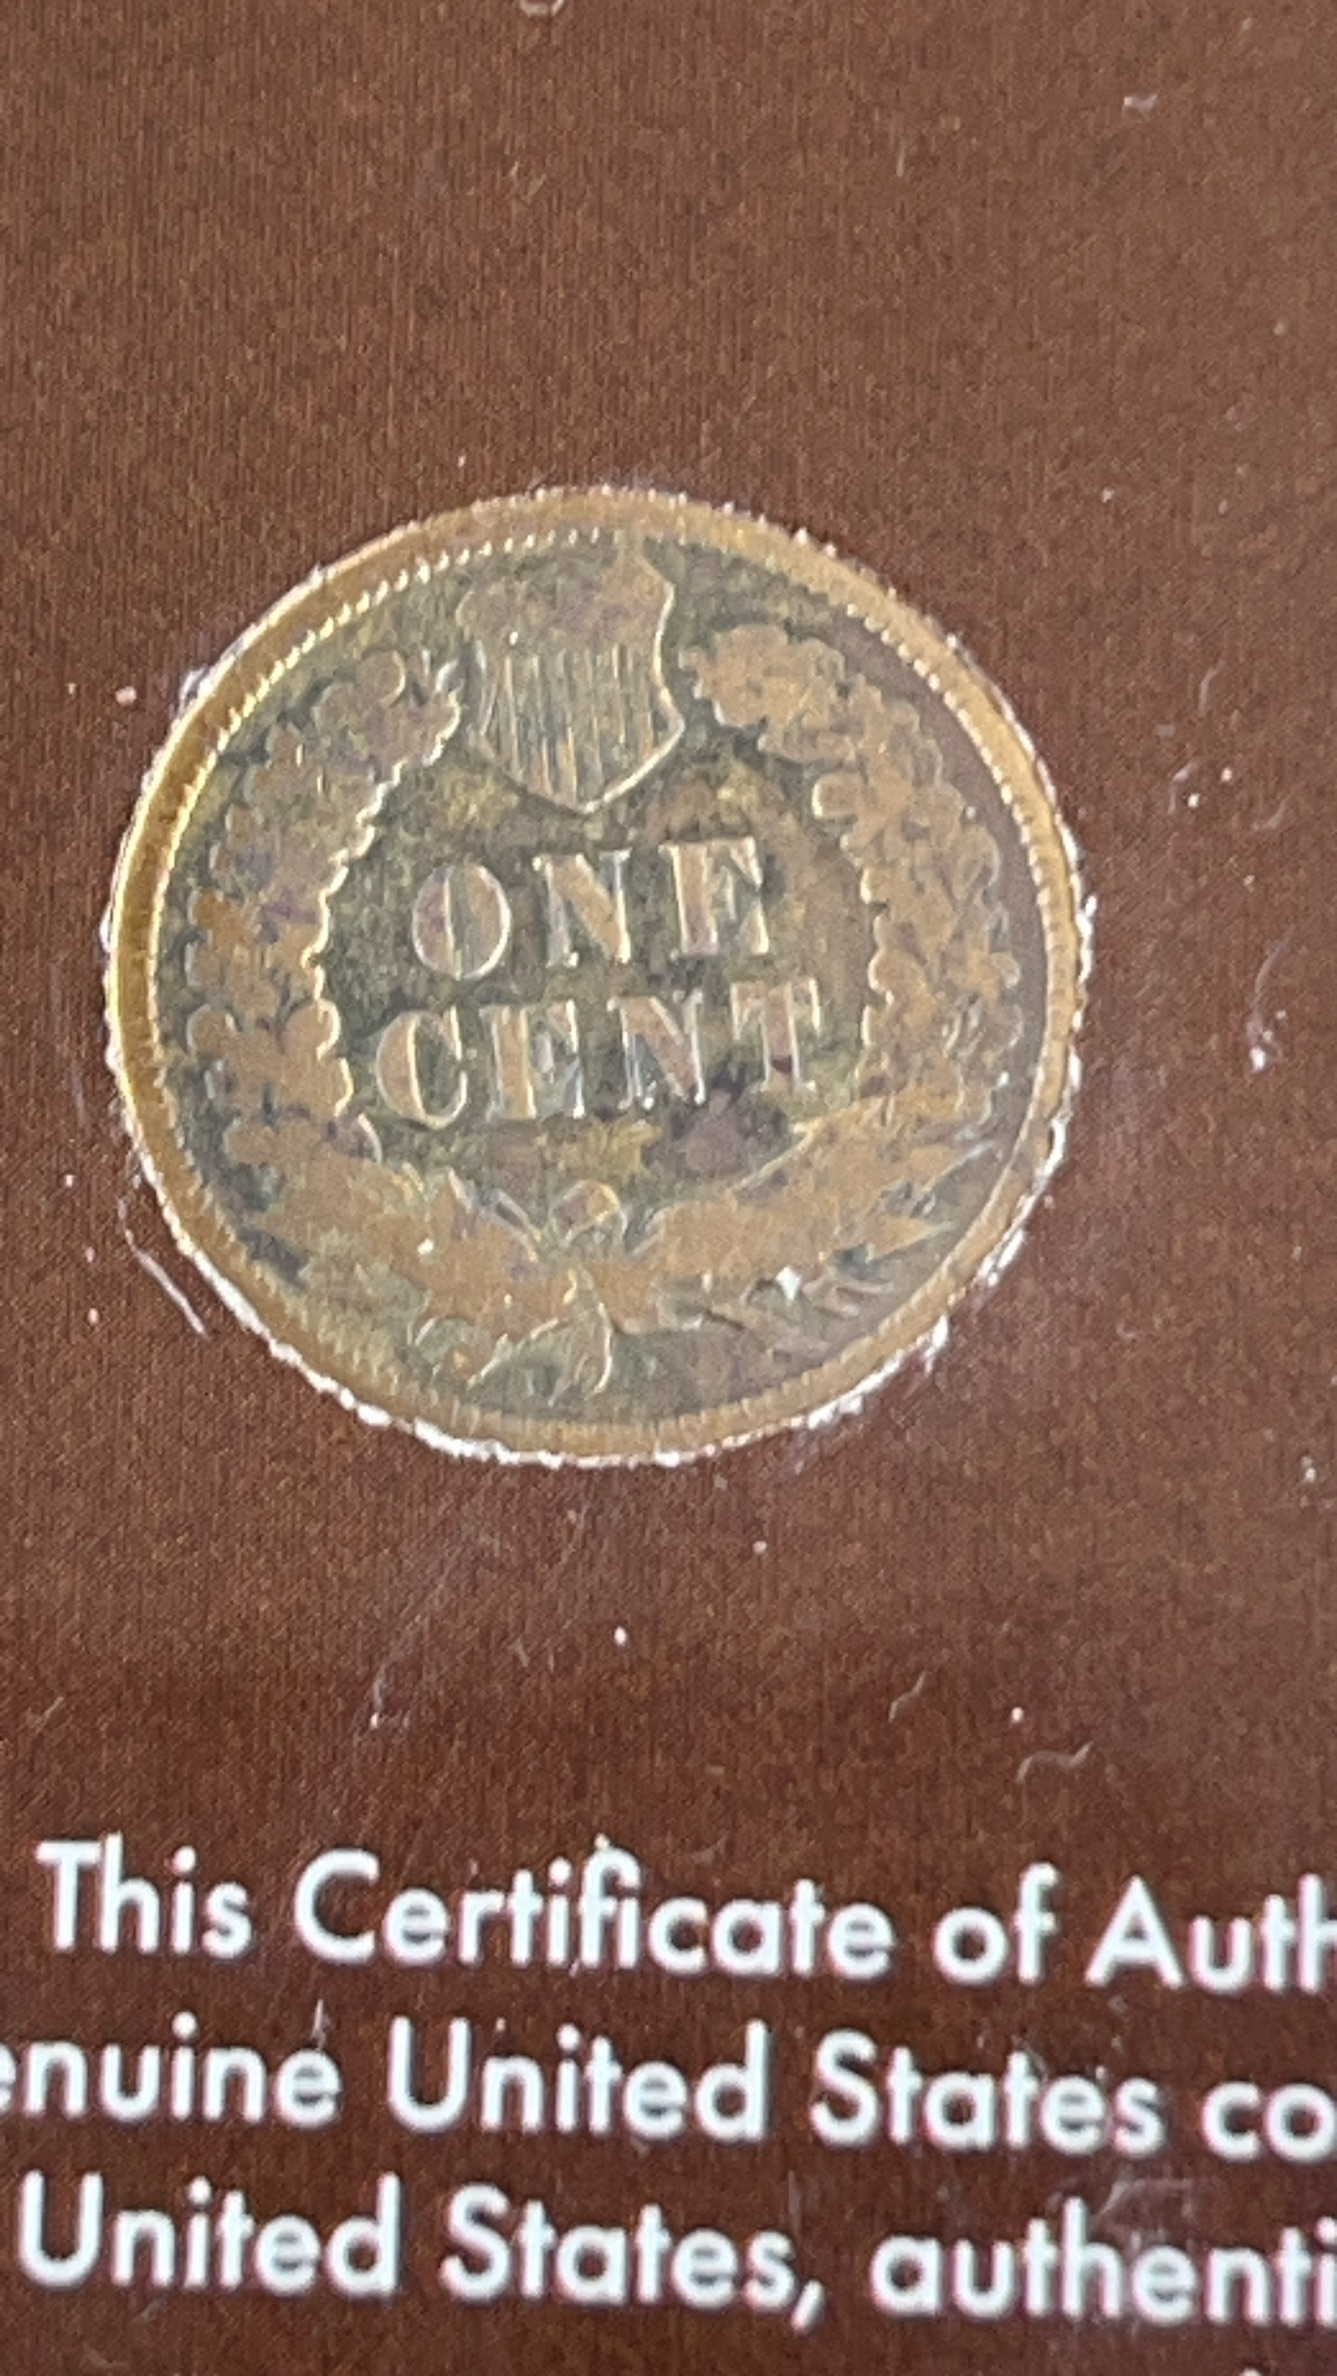 ONE
CENT
This Certificate of Auth
enuine United States co
United States, authenti